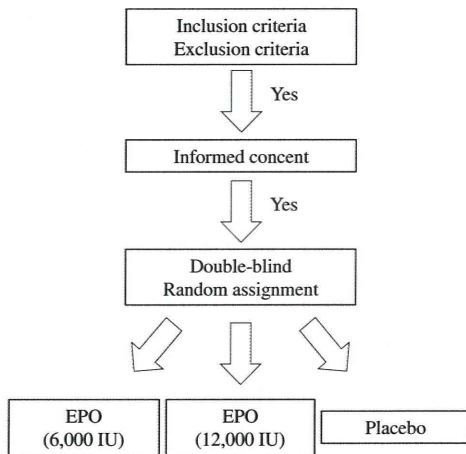 Inclusion criteria
Exclusion criteria
Yes
Informed concent
Yes
Double-blind
Random assignment
EPO
(6,000 IU)
EPO
(12,000 IU)
Placebo